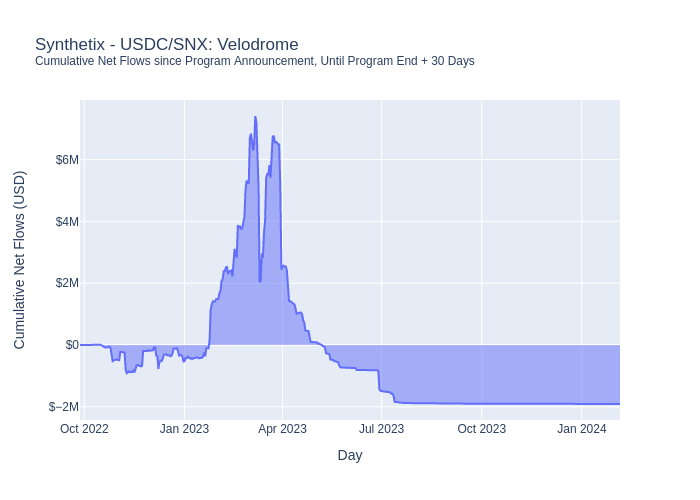 Synthetix - USDC/SNX: Velodrome
Cumulative Net Flows since Program Announcement, Until Program End + 30 Days
Cumulative Net Flows (USD)
$6M
$4M
$2M
$0
$−2M
Oct 2022
Jan 2023
Apr 2023
Jul 2023
Oct 2023
Jan 2024
Day